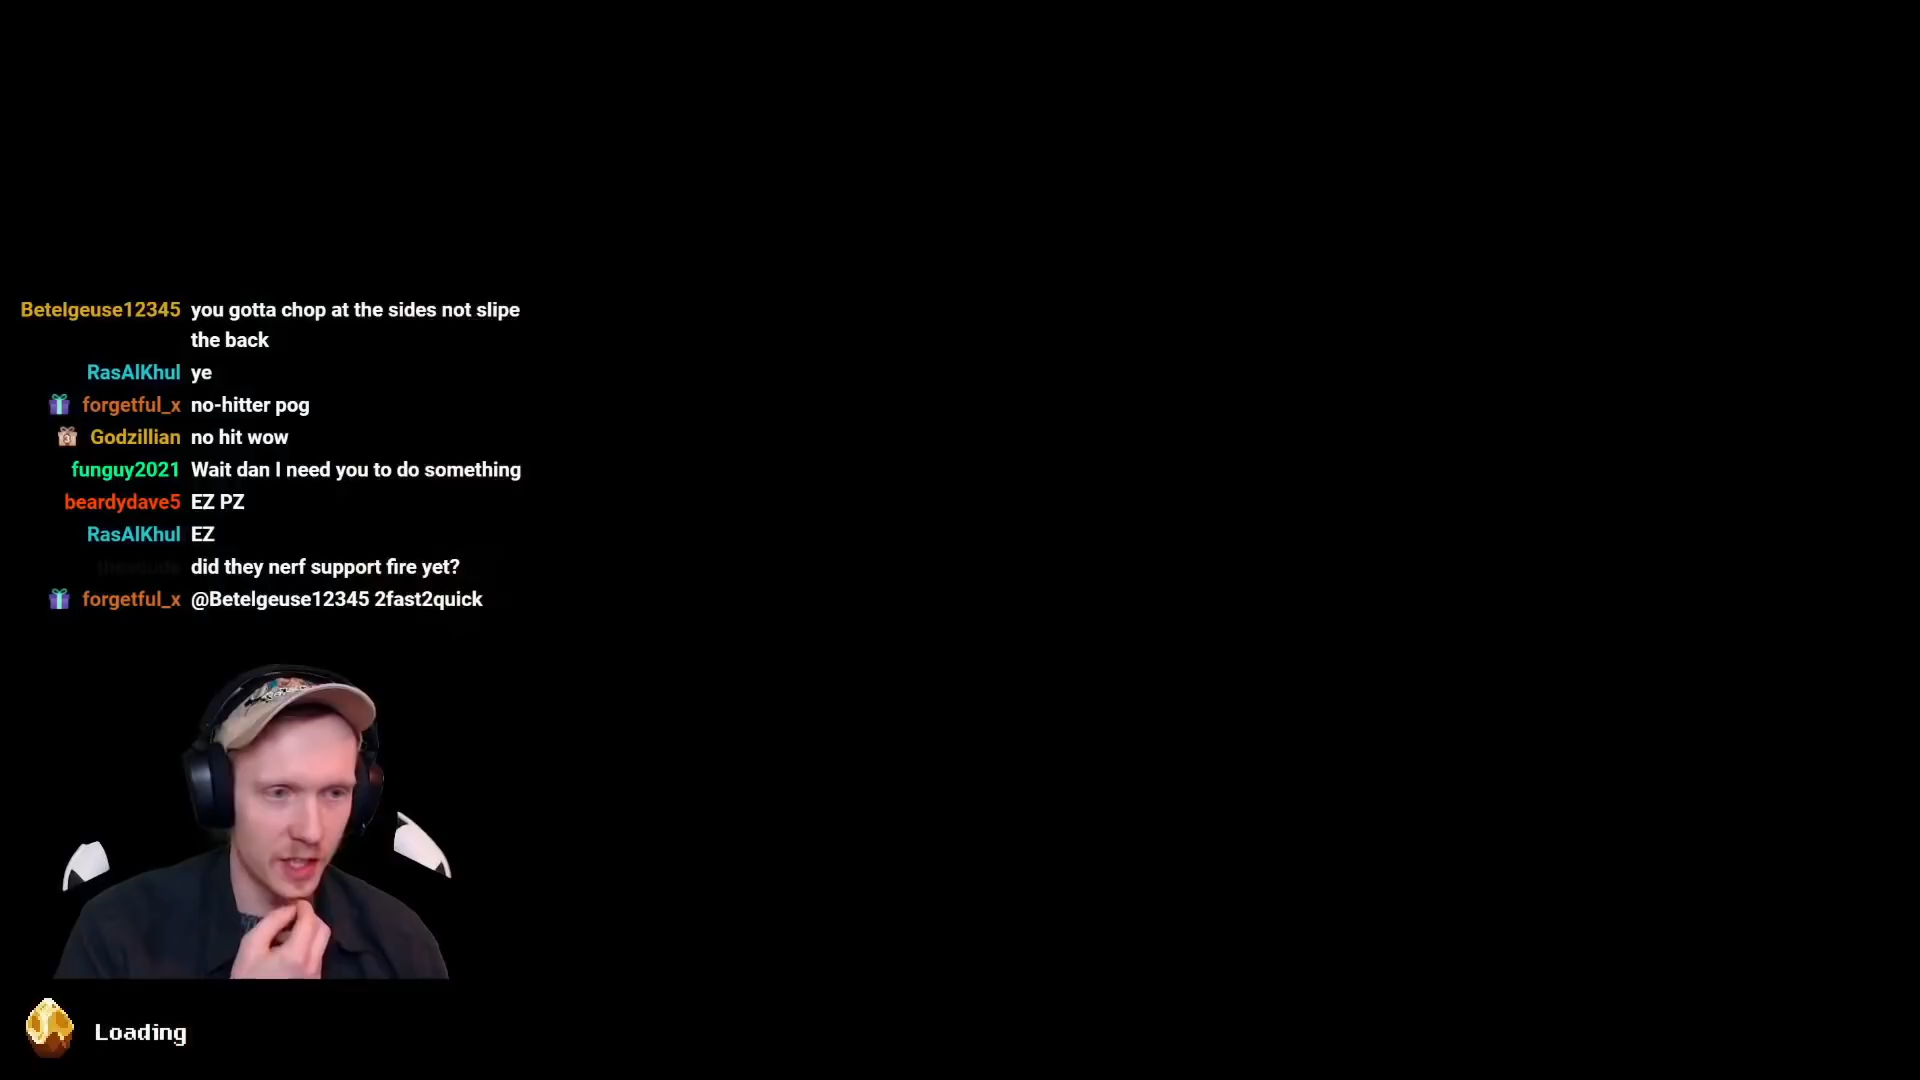 Betelgeuse12345 you gotta chop at the sides not slipe
the back
RasAlKhul ye
forgetful_x no-hitter pog
3 Godzillian no hit wow
funguy2021 Wait dan I need you to do something
beardydave5 EZ PZ
RasAlKhul EZ
did they nerf support fire yet?
forgetful_x @Betelgeuse12345 2fast2quick
Loading